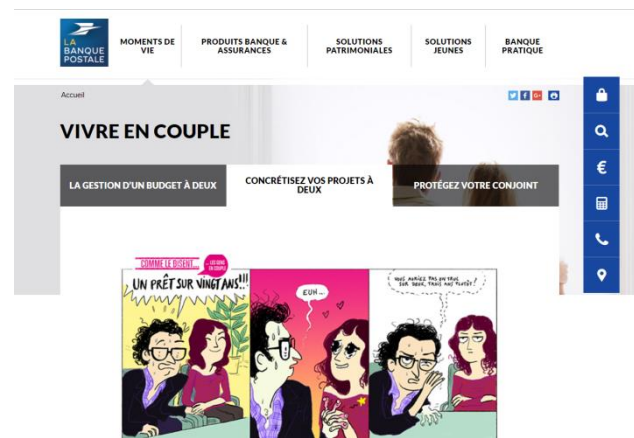 LA
BANQUE
POSTALE
MOMENTS DE
VIE
PRODUITS BANQUE &
ASSURANCES
SOLUTIONS
PATRIMONIALES
SOLUTIONS
JEUNES
BANQUE
PRATIQUE
Accueil
VIVRE EN COUPLE
LA GESTION D'UN BUDGET À DEUX
CONCRÉTISEZ VOS PROJETS À
DEUX
PROTÉGEZ VOTRE CONJOINT
COMME LE DISENT...
... LES GENS
EN COUPLE
UN PRÊT SUR VINGT ANS!!!
EUH...
VOUS AURIEZ PAS UN TRUC
SUR DEUX, TROIS ANS PLUTÔT?